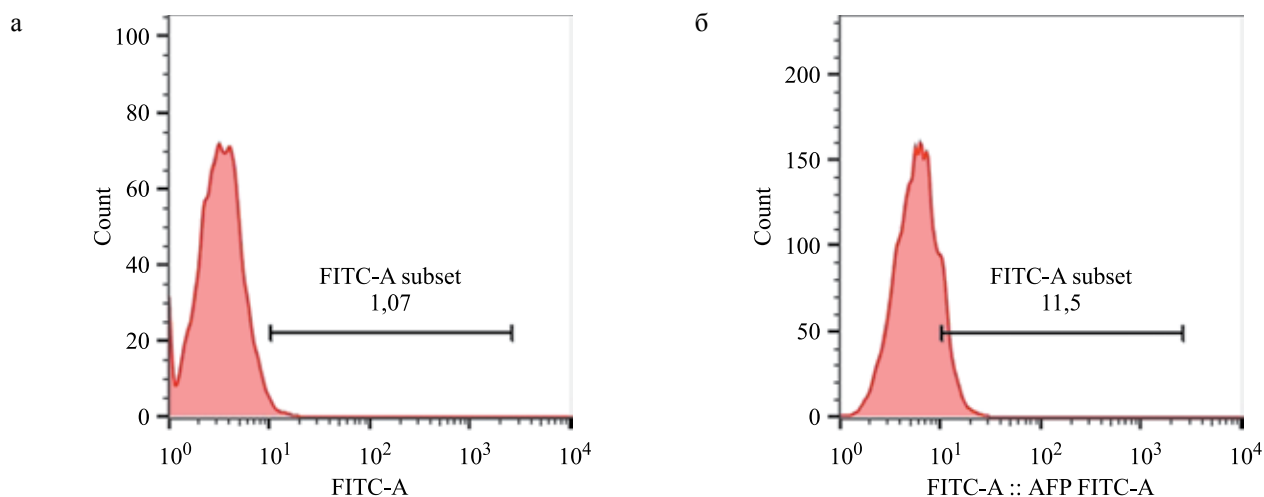 а
100
80
60
40
20
0
Count
FITC-A subset
1,07
10⁰ 10¹ 10² 10³ 10⁴
FITC-A
б
200
150
100
50
0
Count
FITC-A subset
11,5
10⁰ 10¹ 10² 10³ 10⁴
FITC-A :: AFP FITC-A